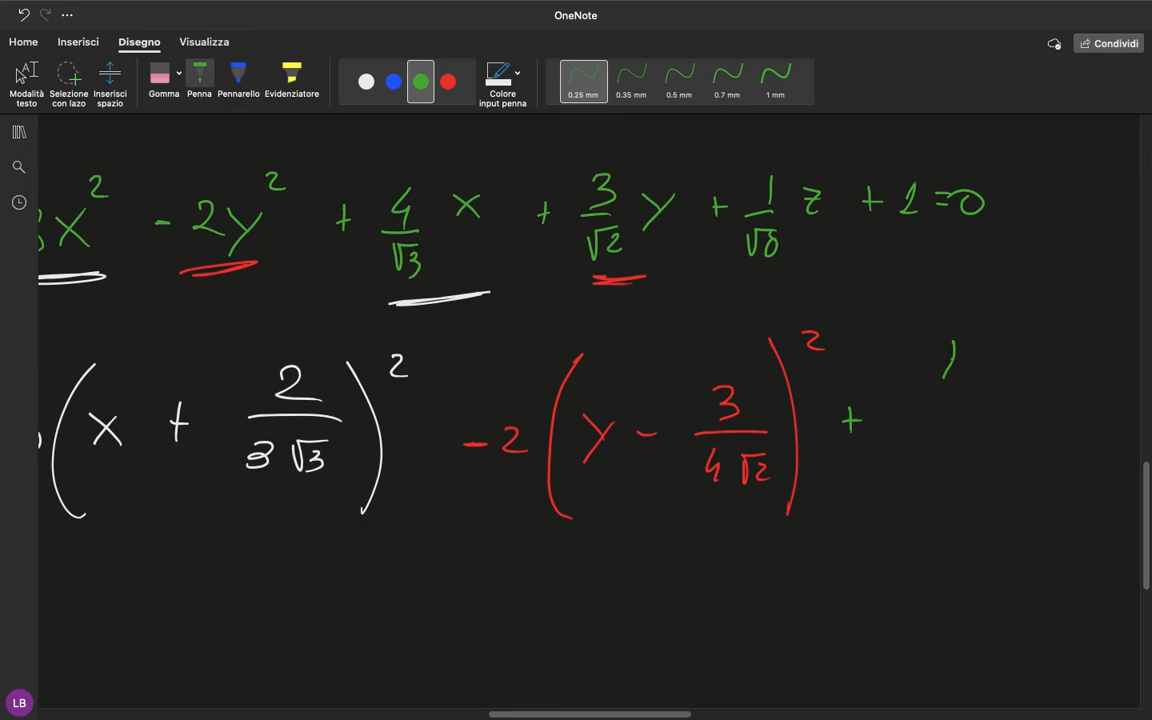 OneNote
Home Inserisci Disegno Visualizza
Condividi
Modalità testo
Selezione con lazo
Inserisci spazio
Gomma
Penna
Pennarello
Evidenziatore
Colore input penna
0.25 mm
0.35 mm
0.5 mm
0.7 mm
1 mm
x² - 2y² + 4/√3 x + 3/√2 y + 1/√6 z + 1 = 0
(x + 2/(3√3))² - 2(y - 3/(4√2))² +
LB